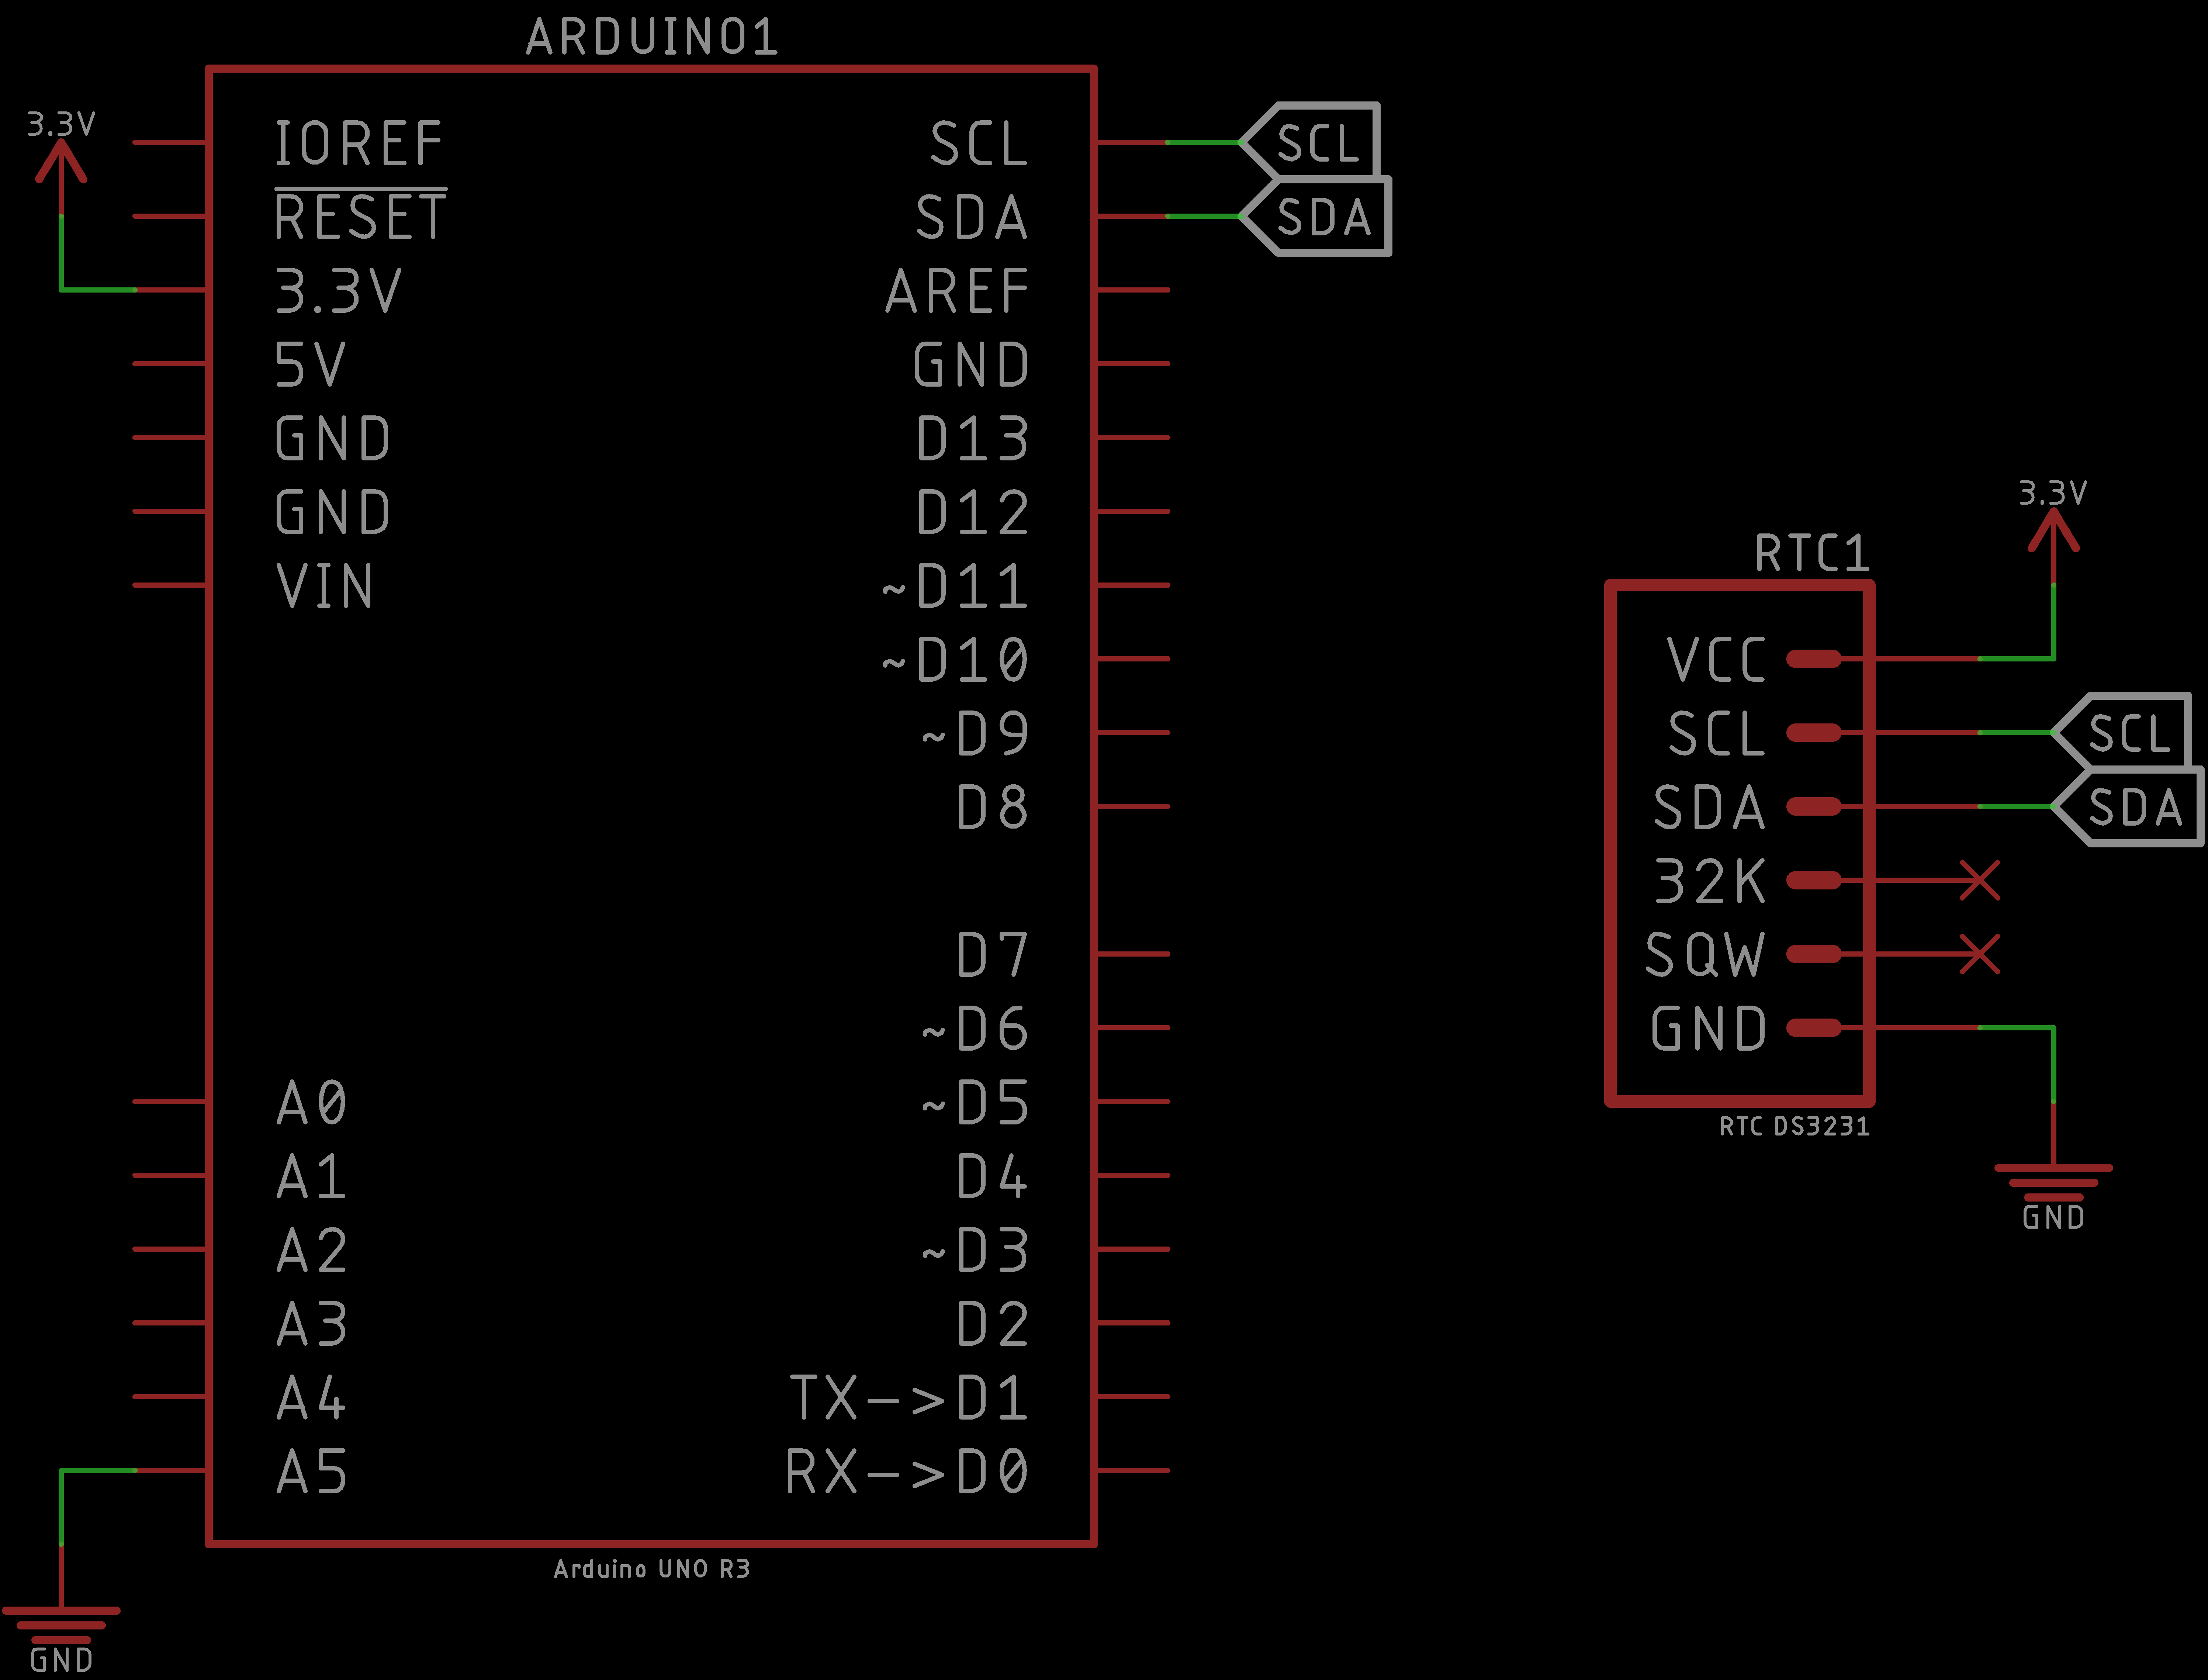 ARDUINO1
3.3V
IOREF
RESET
3.3V
5V
GND
GND
VIN
A0
A1
A2
A3
A4
A5
GND
SCL
SDA
AREF
GND
D13
D12
~D11
~D10
~D9
D8
D7
~D6
~D5
D4
~D3
D2
TX->D1
RX->D0
SCL
SDA
Arduino UNO R3
3.3V
RTC1
VCC
SCL
SDA
32K
SQW
GND
SCL
SDA
RTC DS3231
GND